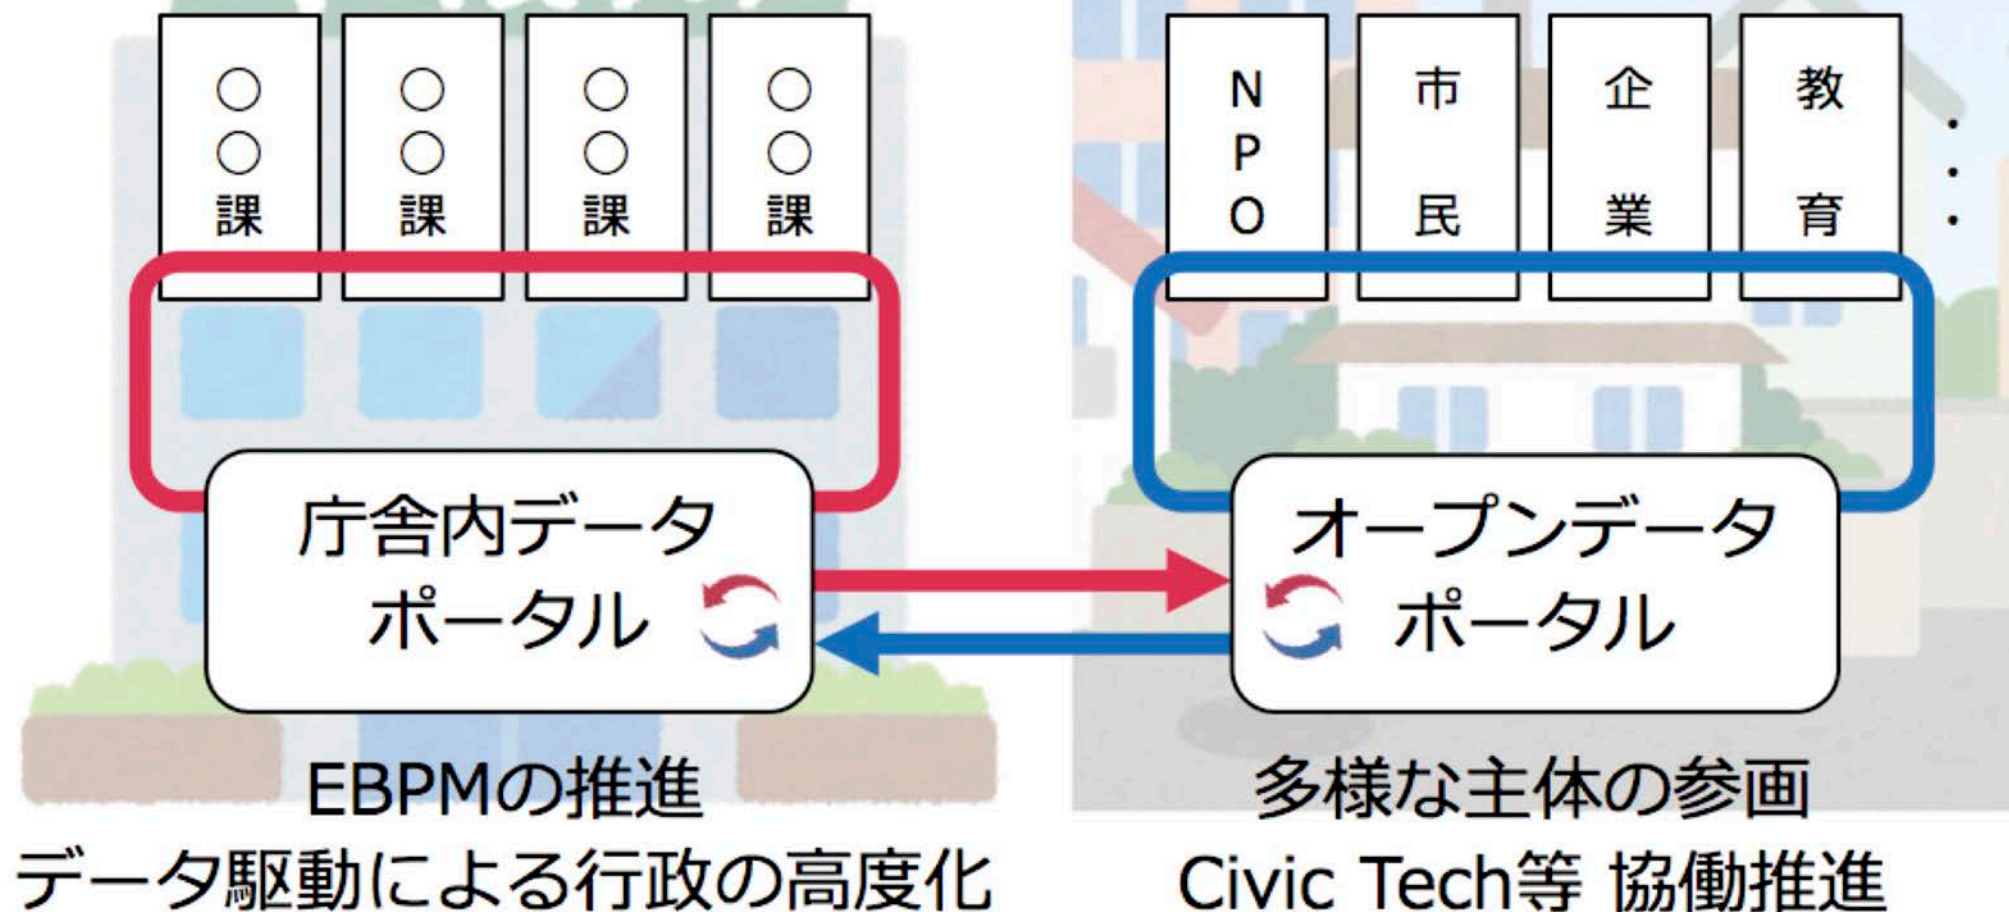 ○○課
○○課
○○課
○○課
NPO
市民
企業
教育
・・・
庁舎内データ
ポータル
オープンデータ
ポータル
EBPMの推進
データ駆動による行政の高度化
多様な主体の参画
Civic Tech等 協働推進